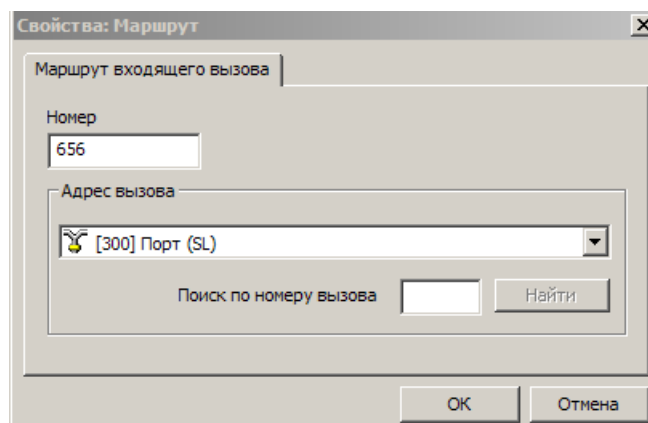 Свойства: Маршрут
Маршрут входящего вызова
Номер
656
Адрес вызова
[300] Порт (SL)
Поиск по номеру вызова
Найти
OK
Отмена